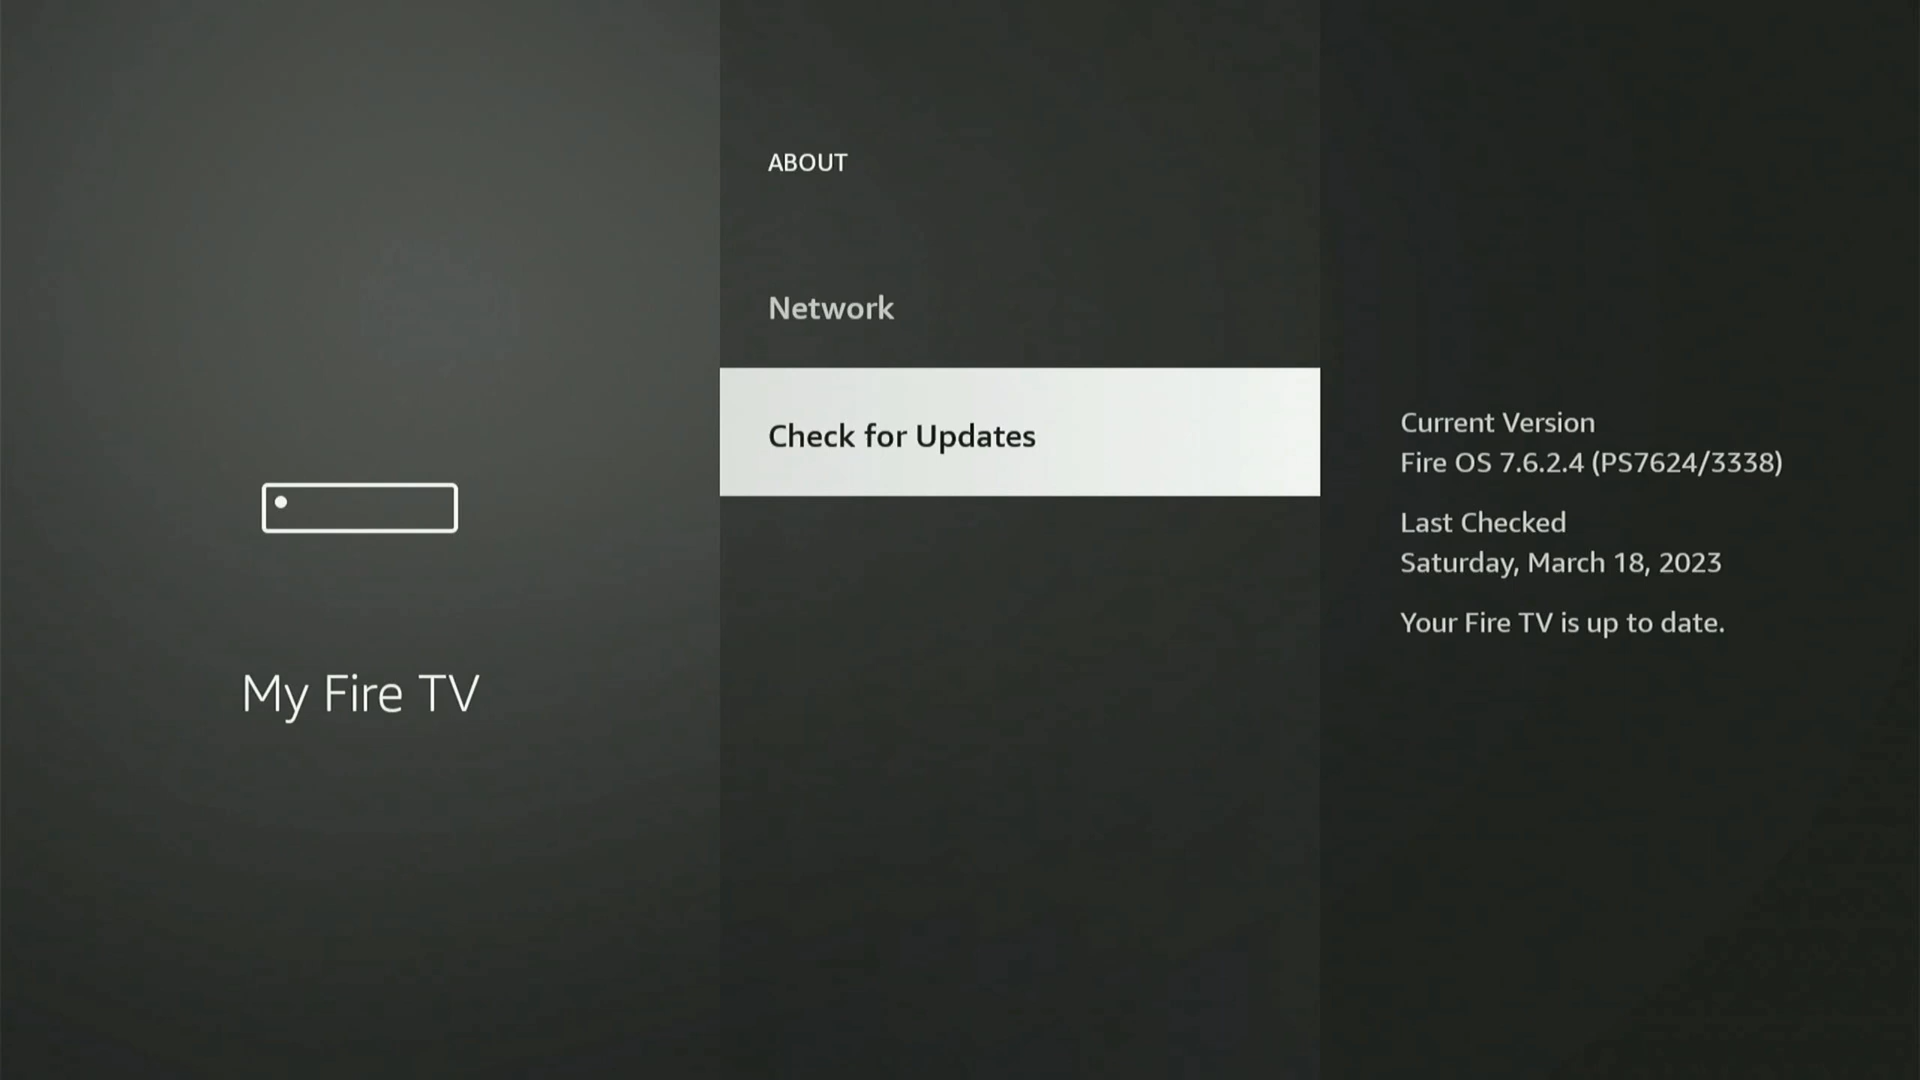 My Fire TV
ABOUT
Network
Check for Updates
Current Version
Fire OS 7.6.2.4 (PS7624/3338)
Last Checked
Saturday, March 18, 2023
Your Fire TV is up to date.